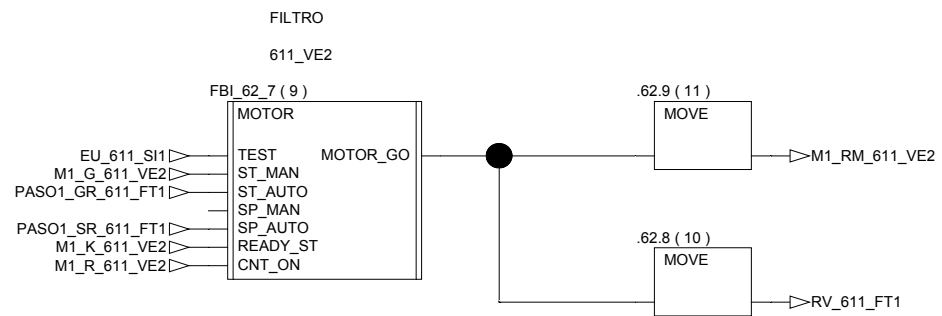 FILTRO
611_VE2
FBI_62_7 ( 9 )
MOTOR
EU_611_SI1
TEST
MOTOR_GO
M1_G_611_VE2
ST_MAN
PASO1_GR_611_FT1
ST_AUTO
SP_MAN
PASO1_SR_611_FT1
SP_AUTO
M1_K_611_VE2
READY_ST
M1_R_611_VE2
CNT_ON
.62.9 ( 11 )
MOVE
M1_RM_611_VE2
.62.8 ( 10 )
MOVE
RV_611_FT1